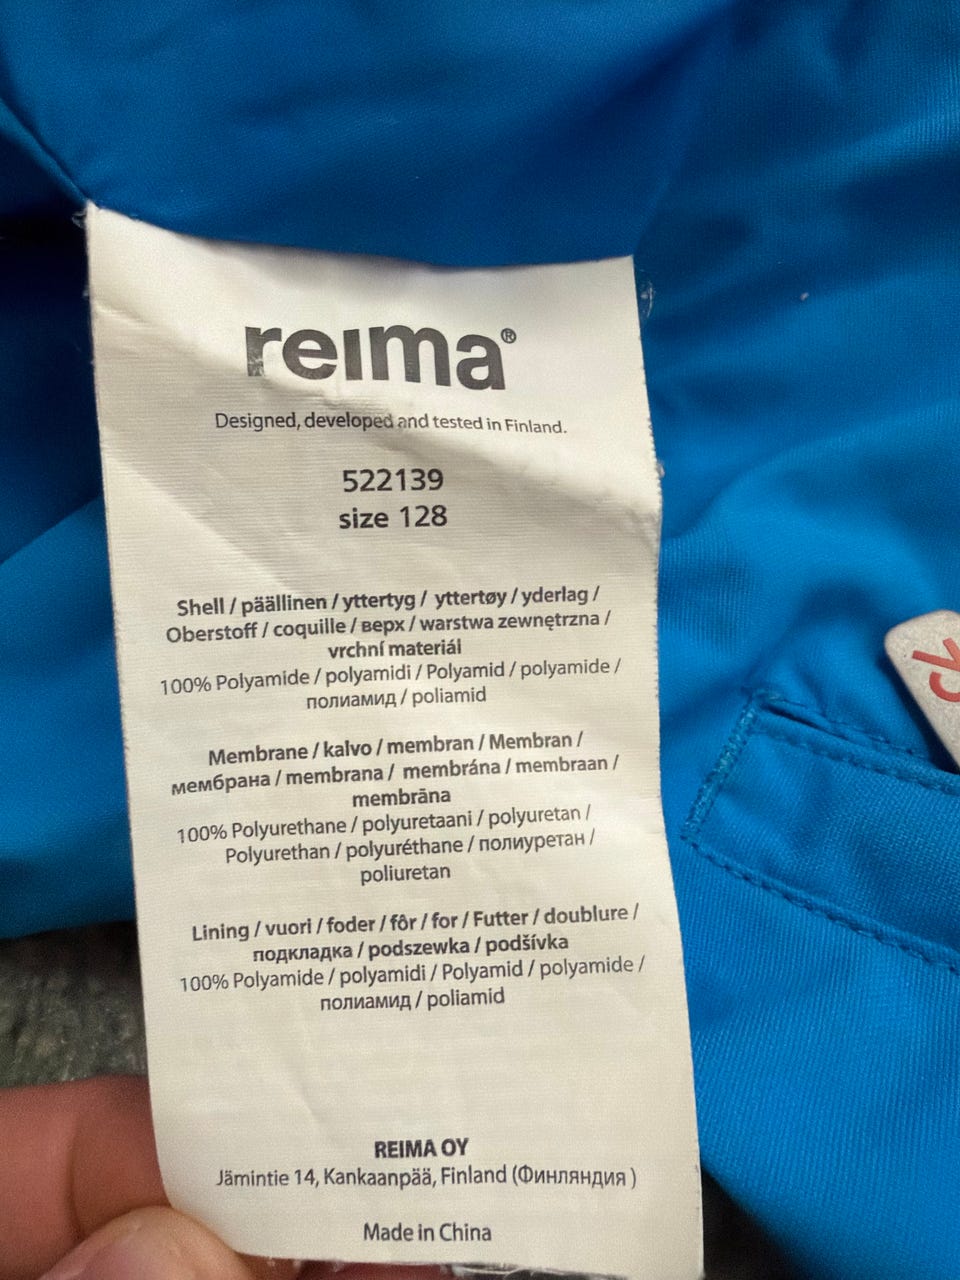 reima®
Designed, developed and tested in Finland.
522139
size 128
Shell / päällinen / yttertyg / yttertøy / yderlag /
Oberstoff / coquille / верх / warstwa zewnętrzna /
vrchní materiál
100% Polyamide / polyamidi / Polyamid / polyamide /
полиамид / poliamid
Membrane / kalvo / membran / Membran /
мембрана / membrana / membrána / membraan /
membrāna
100% Polyurethane / polyuretaani / polyuretan /
Polyurethan / polyuréthane / полиуретан /
poliuretan
Lining / vuori / foder / fôr / for / Futter / doublure /
подкладка / podszewka / podšívka
100% Polyamide / polyamidi / Polyamid / polyamide /
полиамид / poliamid
REIMA OY
Jämintie 14, Kankaanpää, Finland (Финляндия )
Made in China